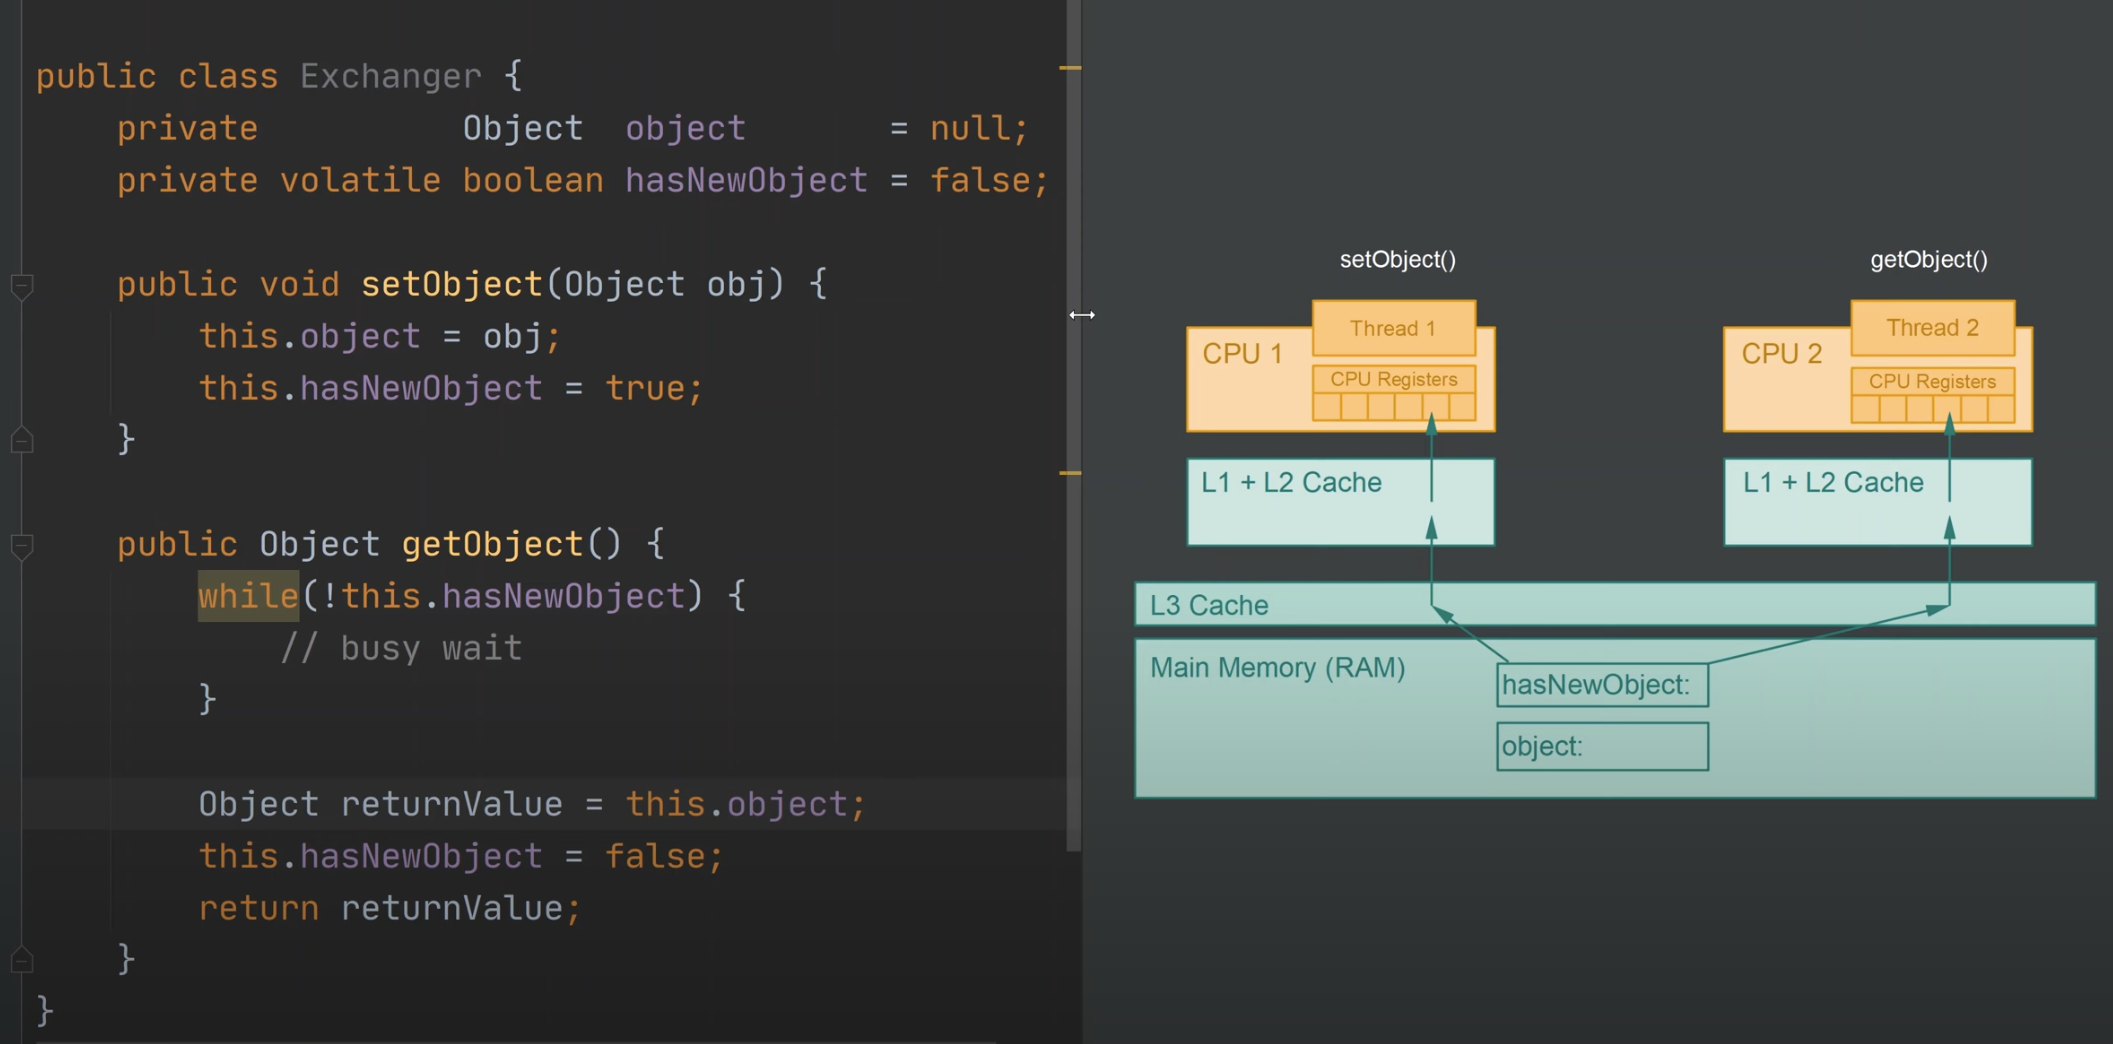 public class Exchanger {
private Object object = null;
private volatile boolean hasNewObject = false;
public void setObject(Object obj) {
this.object = obj;
this.hasNewObject = true;
}
public Object getObject() {
while(!this.hasNewObject) {
// busy wait
}
Object returnValue = this.object;
this.hasNewObject = false;
return returnValue;
}
}
setObject()
getObject()
Thread 1
CPU 1
CPU Registers
Thread 2
CPU 2
CPU Registers
L1 + L2 Cache
L1 + L2 Cache
L3 Cache
Main Memory (RAM)
hasNewObject:
object: